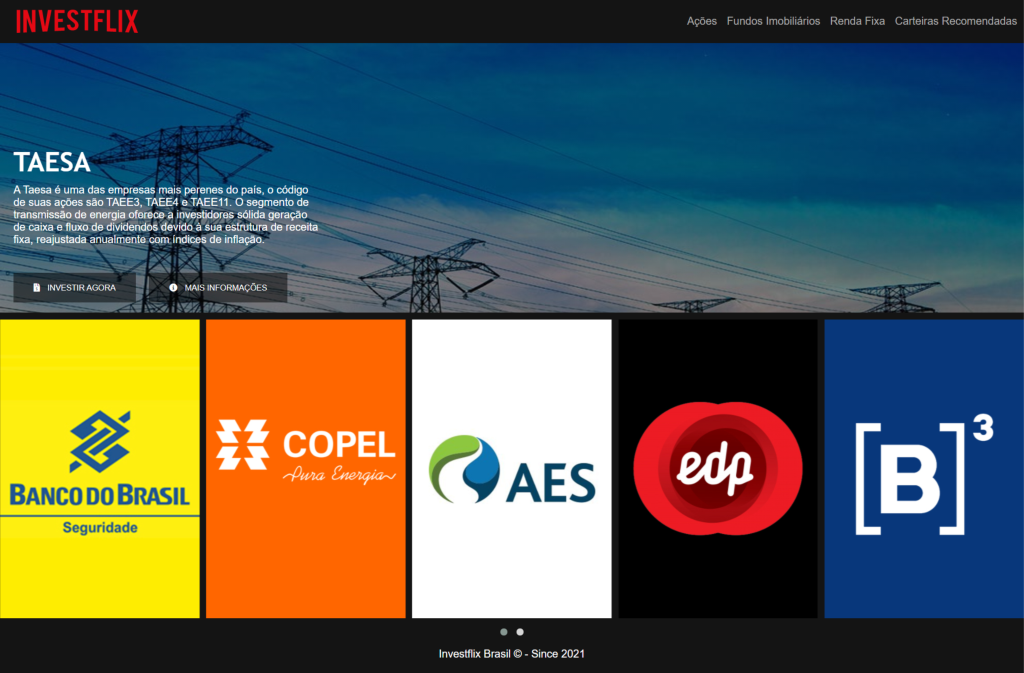 INVESTFLIX
Ações Fundos Imobiliários Renda Fixa Carteiras Recomendadas
TAESA
A Taesa é uma das empresas mais perenes do país, o código
de suas ações são TAEE3, TAEE4 e TAEE11. O segmento de
transmissão de energia oferece a investidores sólida geração
de caixa e fluxo de dividendos devido à sua estrutura de receita
fixa, reajustada anualmente com índices de inflação.
INVESTIR AGORA MAIS INFORMAÇÕES
BANCO DO BRASIL
Seguridade
COPEL
Pura Energia
AES
edp
[B]³
Investflix Brasil © - Since 2021